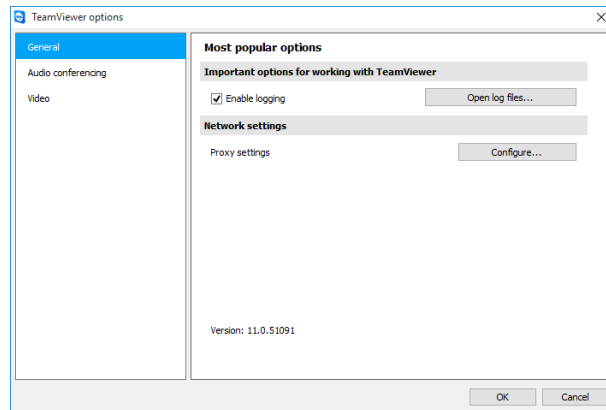 TeamViewer options
General
Audio conferencing
Video
Most popular options
Important options for working with TeamViewer
Enable logging
Open log files...
Network settings
Proxy settings
Configure...
Version: 11.0.51091
OK
Cancel